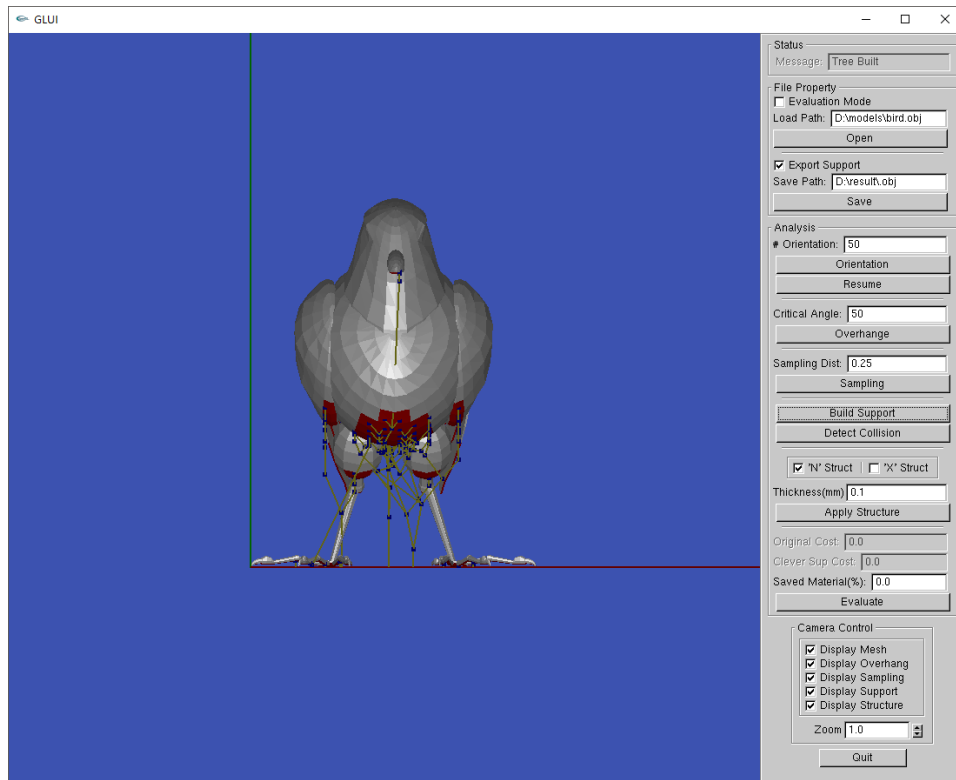 GLUI
Status
Message: Tree Built
File Property
Evaluation Mode
Load Path: D:\models\bird.obj
Open
Export Support
Save Path: D:\result\.obj
Save
Analysis
# Orientation: 50
Orientation
Resume
Critical Angle: 50
Overhange
Sampling Dist: 0.25
Sampling
Build Support
Detect Collision
"N" Struct "X" Struct
Thickness(mm) 0.1
Apply Structure
Original Cost: 0.0
Clever Sup Cost: 0.0
Saved Material(%): 0.0
Evaluate
Camera Control
Display Mesh
Display Overhang
Display Sampling
Display Support
Display Structure
Zoom 1.0
Quit